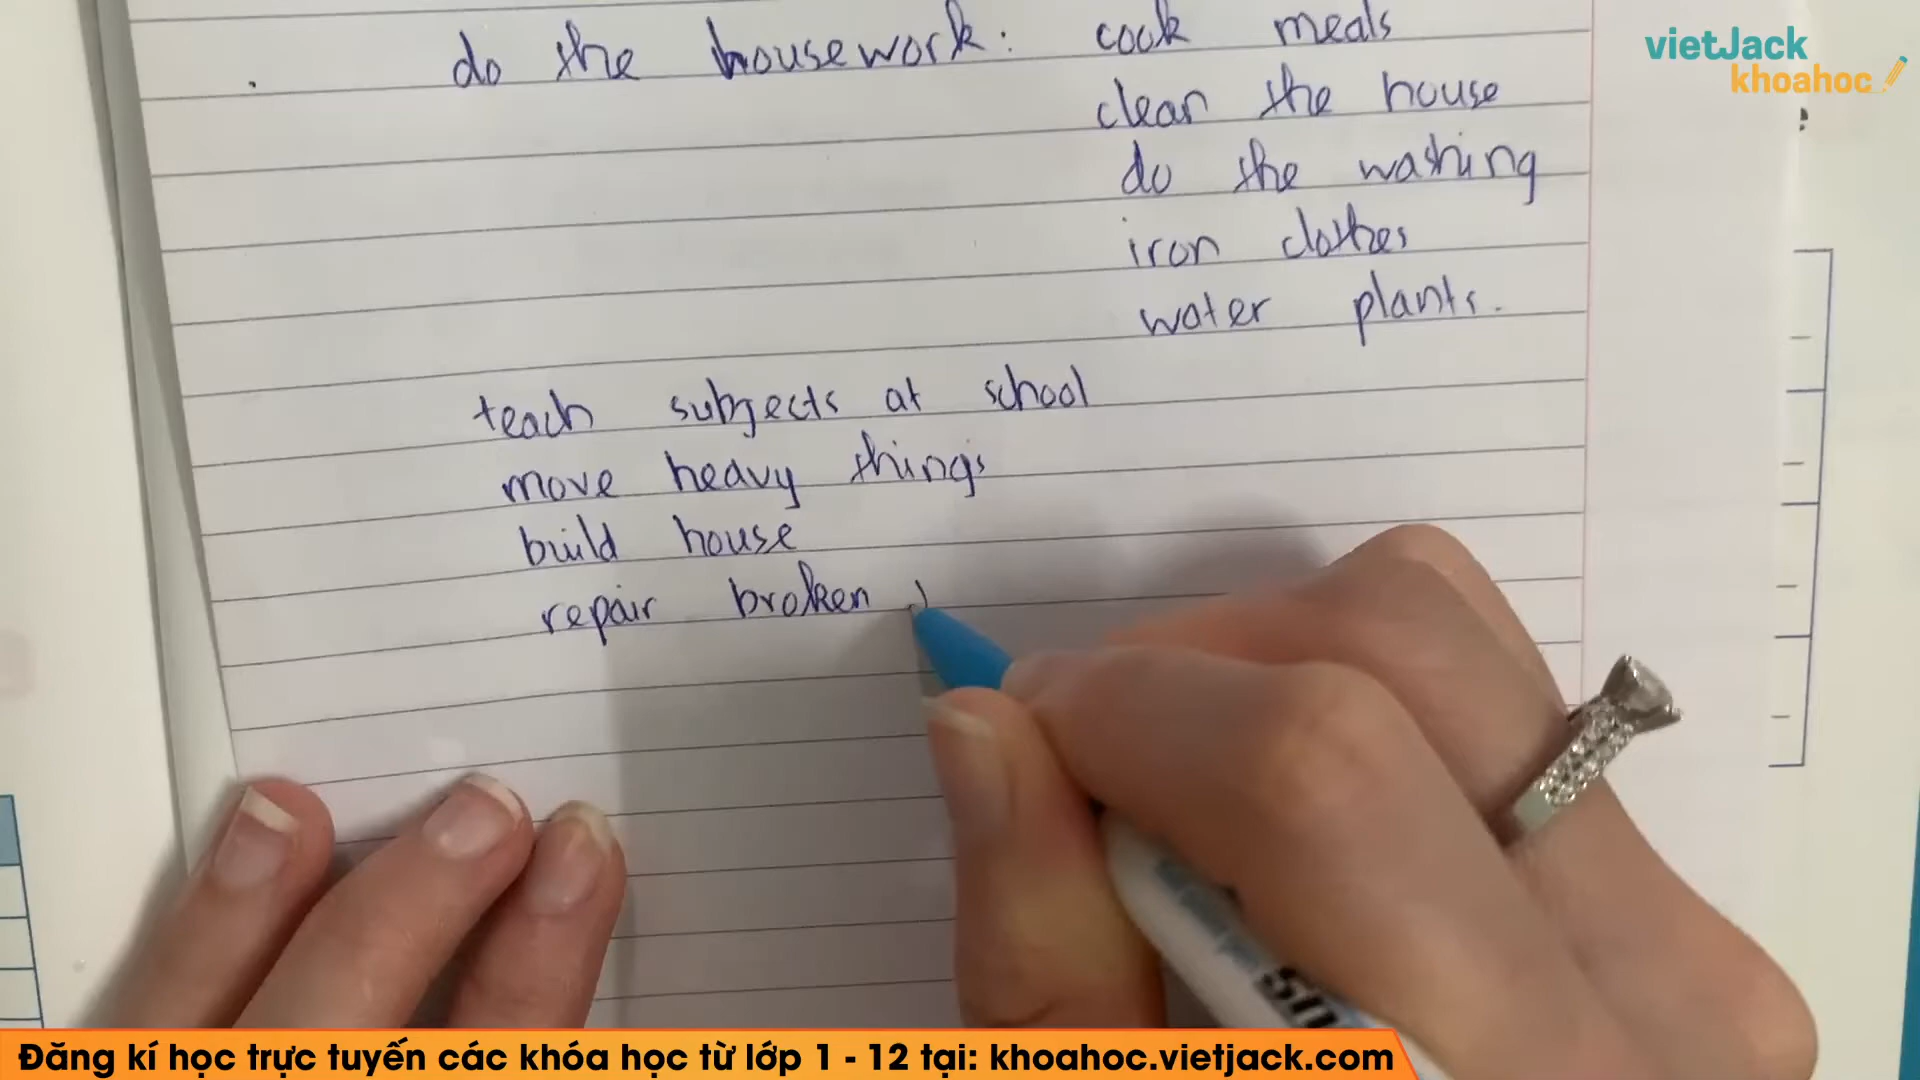 do the housework: cook meals
clean the house
do the washing
iron clothes
water plants.
teach subjects at school
move heavy things
build house
repair broken
vietJack
khoahoc
Đăng kí học trực tuyến các khóa học từ lớp 1 - 12 tại: khoahoc.vietjack.com